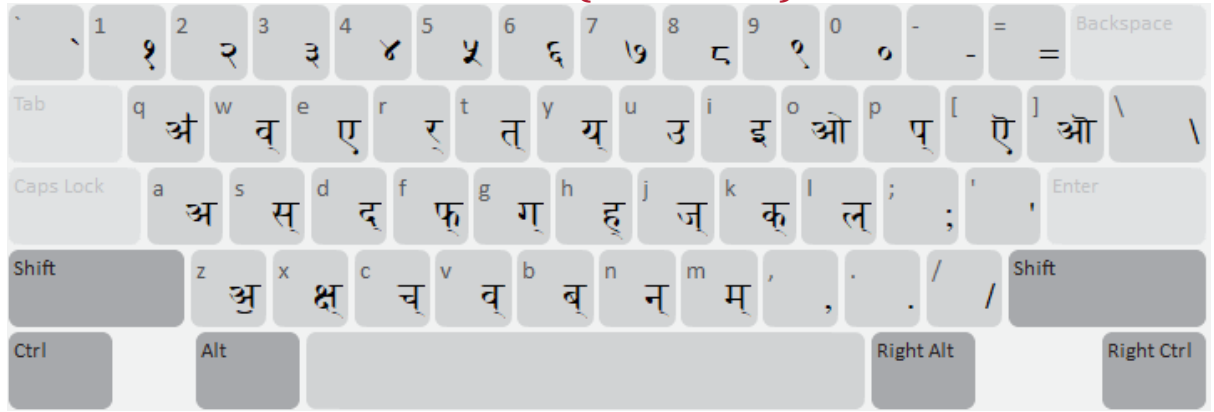 ` ` 1 १ 2 २ 3 ३ 4 ४ 5 ५ 6 ६ 7 ७ 8 ८ 9 ९ 0 ० - - = = Backspace
Tab q अ॑ w व् e ए r र् t त् y य् u उ i इ o ओ p प् [ ऎ ] ऒ \ \
Caps Lock a अ s स् d द् f फ् g ग् h ह् j ज् k क् l ल् ; ; ' ' Enter
Shift z अ॒ x क्ष् c च् v व् b ब् n न् m म् , , . . / / Shift
Ctrl Alt Right Alt Right Ctrl